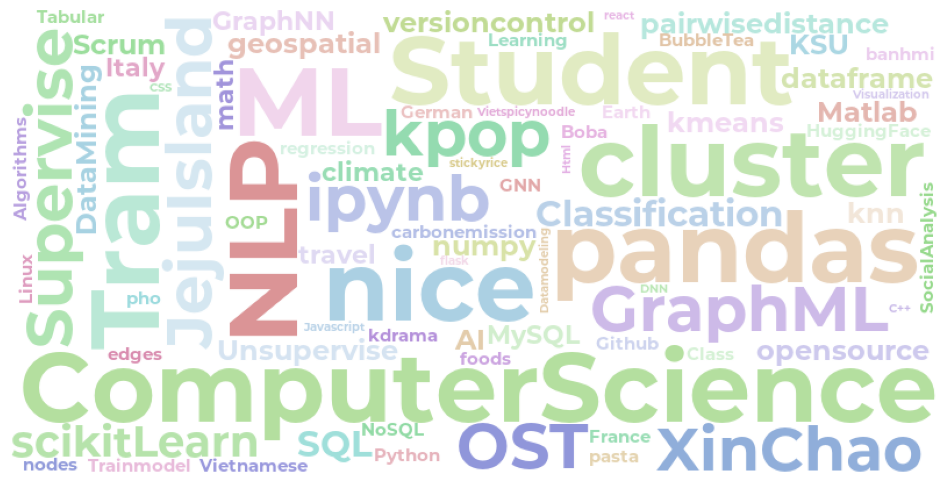 Tabular
GraphNN
versioncontrol
react
pairwisedistance
Scrum
geospatial
Learning
BubbleTea
KSU
banhmi
Italy
css
math
ML
Student
dataframe
Visualization
supervise
DataMining
Tram
JejuIsland
German
Vietspicynoodle
Earth
kmeans
Matlab
HuggingFace
Algorithms
regression
kpop
Boba
Html
cluster
NLP
climate
stickyrice
GNN
ipynb
OOP
Classification
knn
SocialAnalysis
carbonemission
travel
numpy
flask
Datamodeling
pandas
Linux
pho
nice
DNN
GraphML
C++
Javascript
kdrama
AI
MySQL
Github
Class
opensource
edges
Unsupervise
foods
ComputerScience
scikitLearn
SQL
NoSQL
OST
France
XinChao
nodes
Trainmodel
Vietnamese
Python
pasta